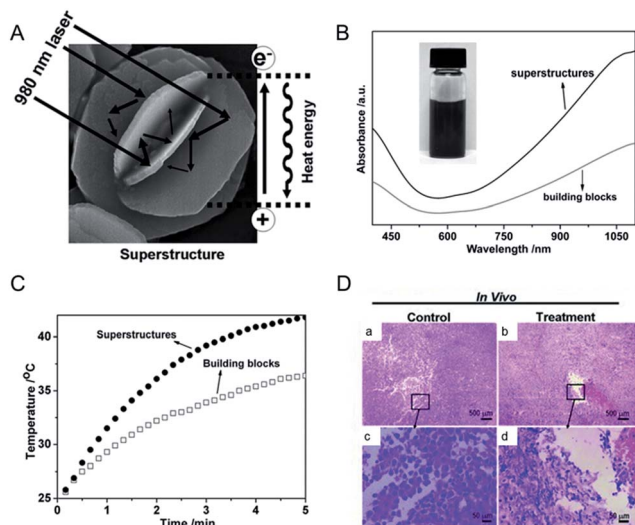 A
980 nm laser
e-
Heat energy
+
Superstructure
B
Absorbance /a.u.
superstructures
building blocks
450 600 750 900 1050
Wavelength /nm
C
Temperature /°C
40
35
30
25
Superstructures
Building blocks
0 1 2 3 4 5
Time /min
D
In Vivo
Control Treatment
a
500 μm
b
500 μm
c
50 μm
d
50 μm